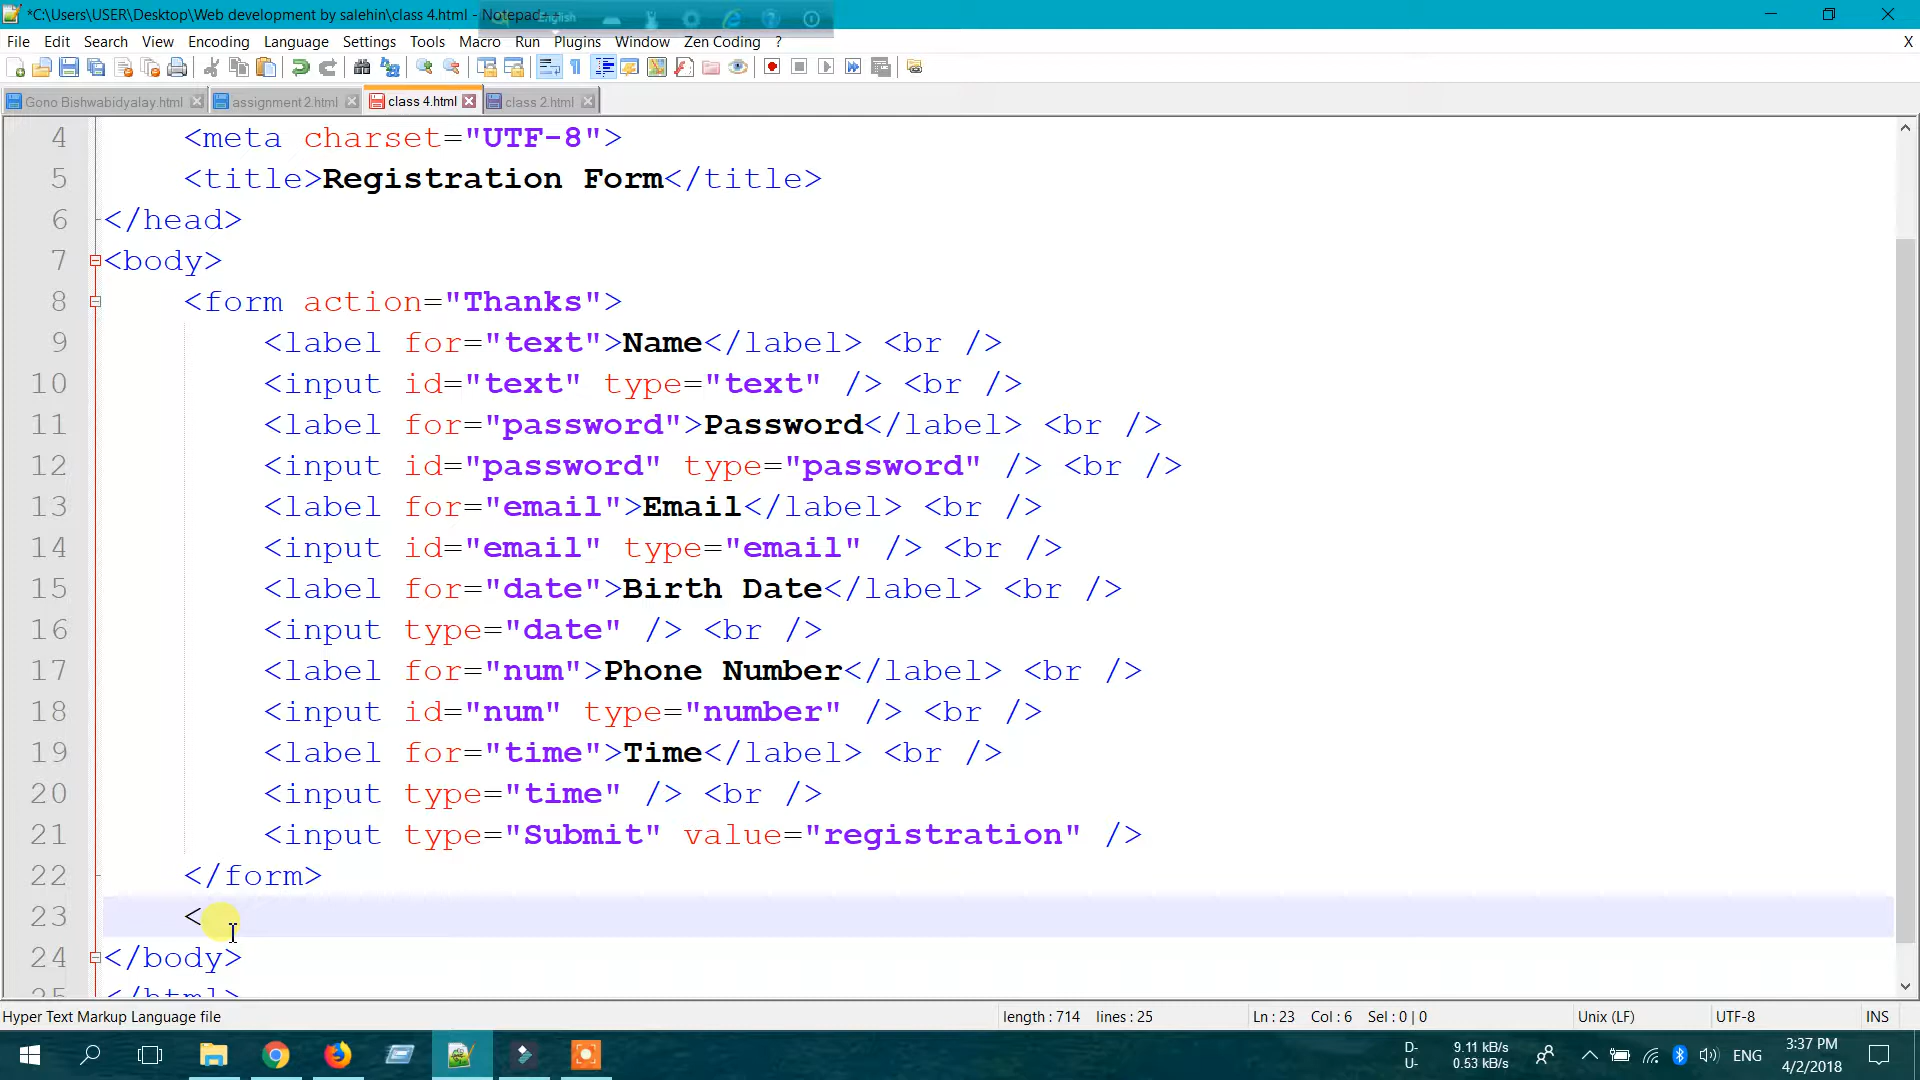 *C:\Users\USER\Desktop\Web development by salehin\class 4.html - Notepad++
English
File Edit Search View Encoding Language Settings Tools Macro Run Plugins Window Zen Coding ? X
Gono Bishwabidyalay.html assignment 2.html class 4.html class 2.html
4 <meta charset="UTF-8">
5 <title>Registration Form</title>
6 </head>
7 <body>
8 <form action="Thanks">
9 <label for="text">Name</label> <br />
10 <input id="text" type="text" /> <br />
11 <label for="password">Password</label> <br />
12 <input id="password" type="password" /> <br />
13 <label for="email">Email</label> <br />
14 <input id="email" type="email" /> <br />
15 <label for="date">Birth Date</label> <br />
16 <input type="date" /> <br />
17 <label for="num">Phone Number</label> <br />
18 <input id="num" type="number" /> <br />
19 <label for="time">Time</label> <br />
20 <input type="time" /> <br />
21 <input type="Submit" value="registration" />
22 </form>
23 <
24 </body>
25 </html>
Hyper Text Markup Language file length : 714 lines : 25 Ln : 23 Col : 6 Sel : 0 | 0 Unix (LF) UTF-8 INS
D- 9.11 kB/s
U- 0.53 kB/s
ENG
3:37 PM
4/2/2018